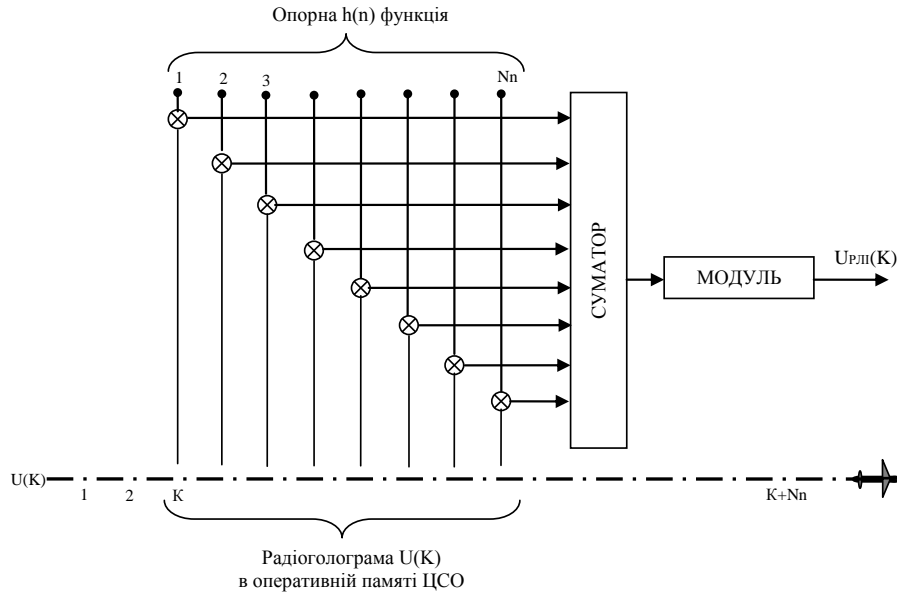 Опорна h(n) функція
1 2 3 Nn
СУМАТОР
МОДУЛЬ
UРЛІ(K)
U(K)
1 2 К К+Nn
Радіоголограма U(K)
в оперативній памяті ЦСО